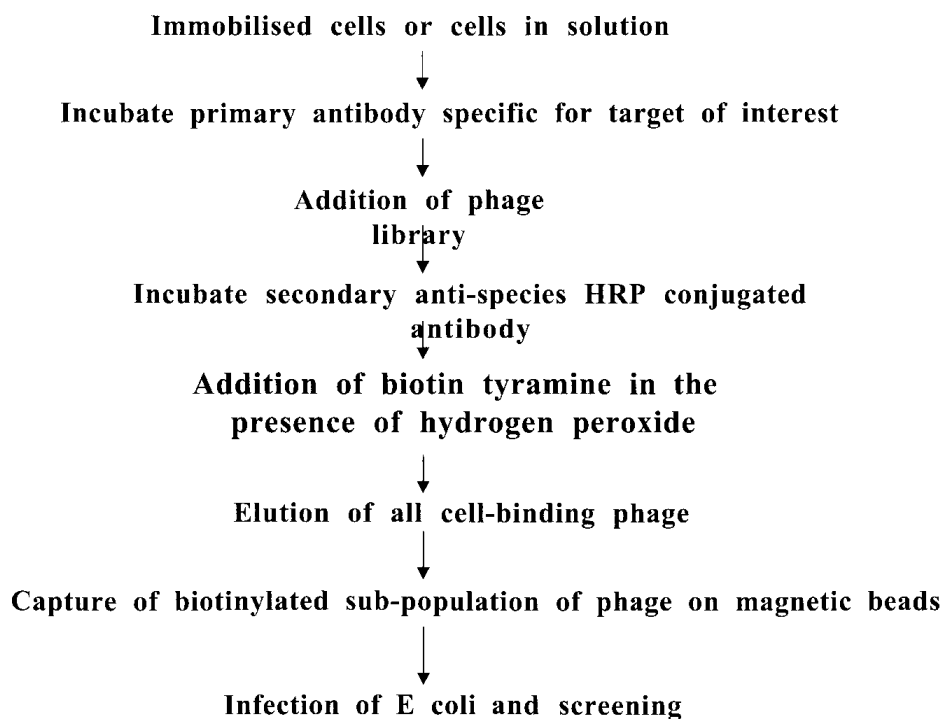 Immobilised cells or cells in solution
Incubate primary antibody specific for target of interest
Addition of phage
library
Incubate secondary anti-species HRP conjugated
antibody
Addition of biotin tyramine in the
presence of hydrogen peroxide
Elution of all cell-binding phage
Capture of biotinylated sub-population of phage on magnetic beads
Infection of E coli and screening